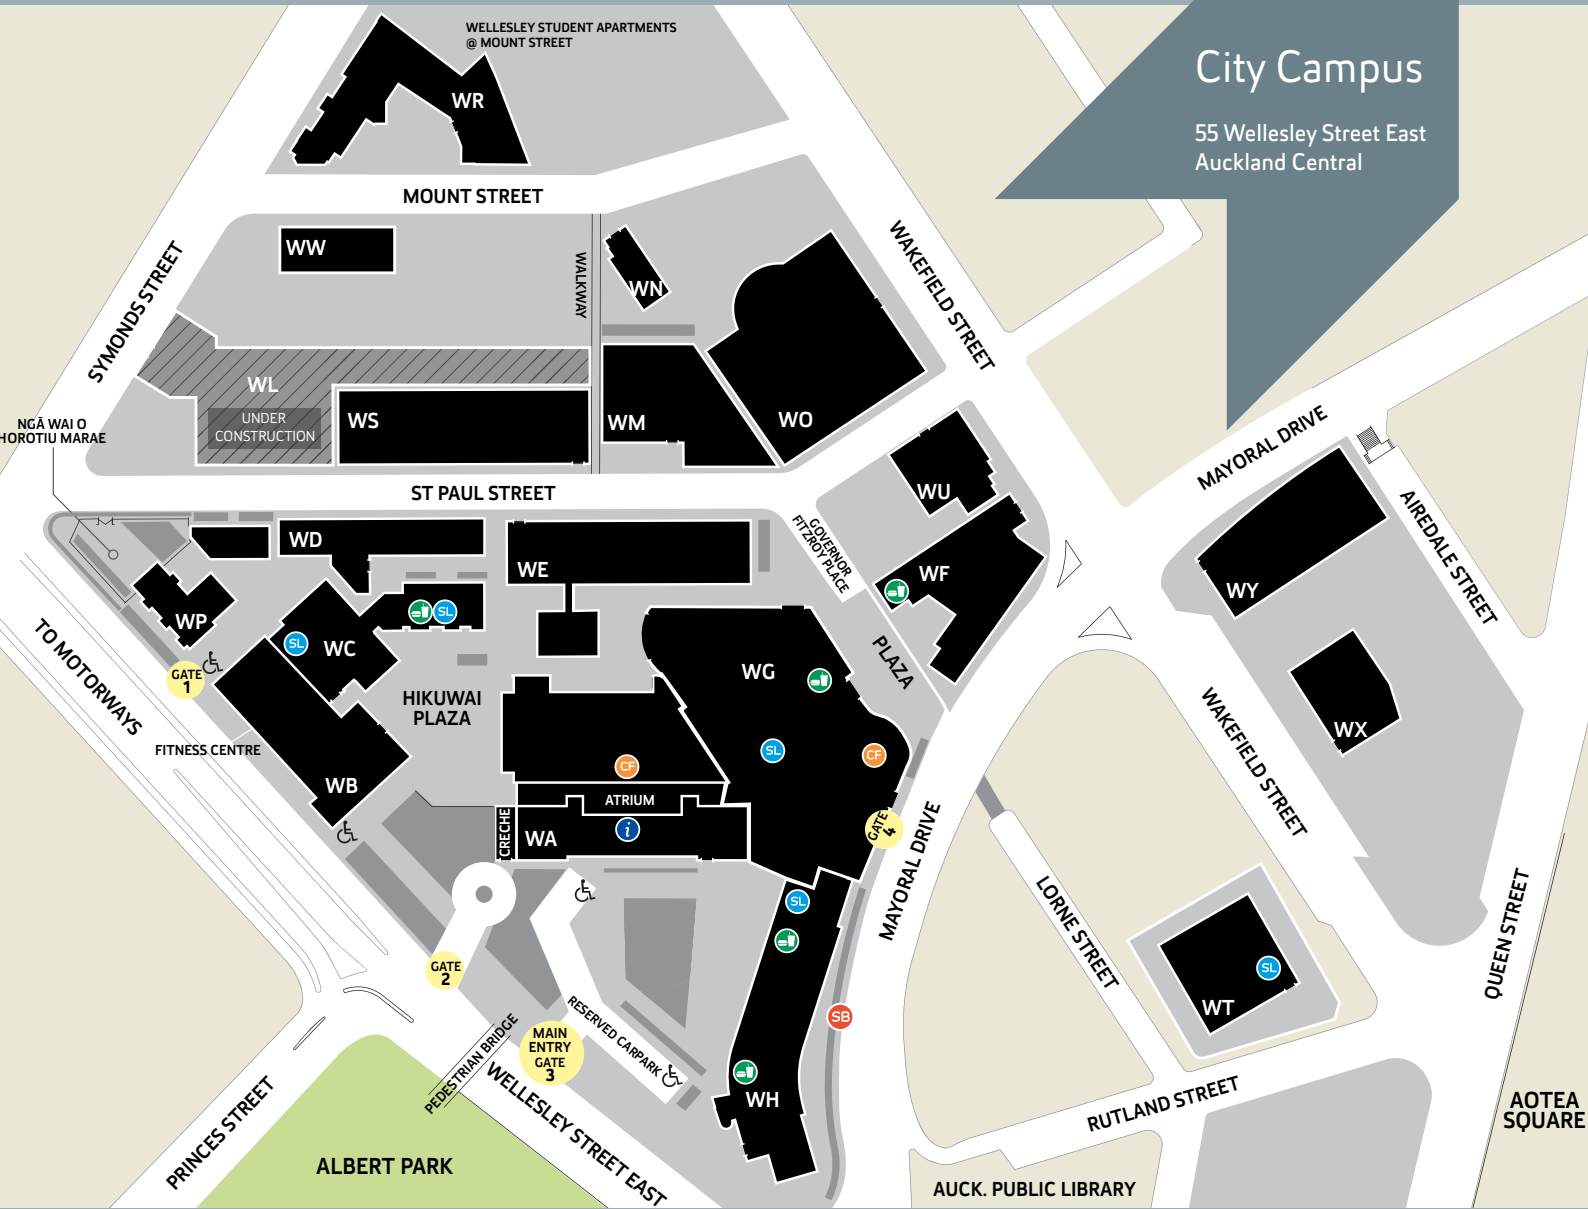 WELLESLEY STUDENT APARTMENTS
@ MOUNT STREET
City Campus
55 Wellesley Street East
Auckland Central
WR
MOUNT STREET
WW
WALKWAY
WN
WAKEFIELD STREET
SYMONDS STREET
WL
UNDER
CONSTRUCTION
WS
WM
WO
NGĀ WAI O
HOROTIU MARAE
MAYORAL DRIVE
ST PAUL STREET
WU
GOVERNOR
FITZROY PLACE
AIREDALE STREET
WD
WE
WF
WY
WP
SL
SL
WC
TO MOTORWAYS
GATE
1
HIKUWAI
PLAZA
WG
PLAZA
WX
WAKEFIELD STREET
FITNESS CENTRE
SL
CF
CF
WB
ATRIUM
CRECHE
WA
i
GATE
4
MAYORAL DRIVE
SL
LORNE STREET
QUEEN STREET
GATE
2
WT
SL
SB
RESERVED CARPARK
MAIN
ENTRY
GATE
3
PEDESTRIAN BRIDGE
WH
WELLESLEY STREET EAST
PRINCES STREET
RUTLAND STREET
AOTEA
SQUARE
ALBERT PARK
AUCK. PUBLIC LIBRARY